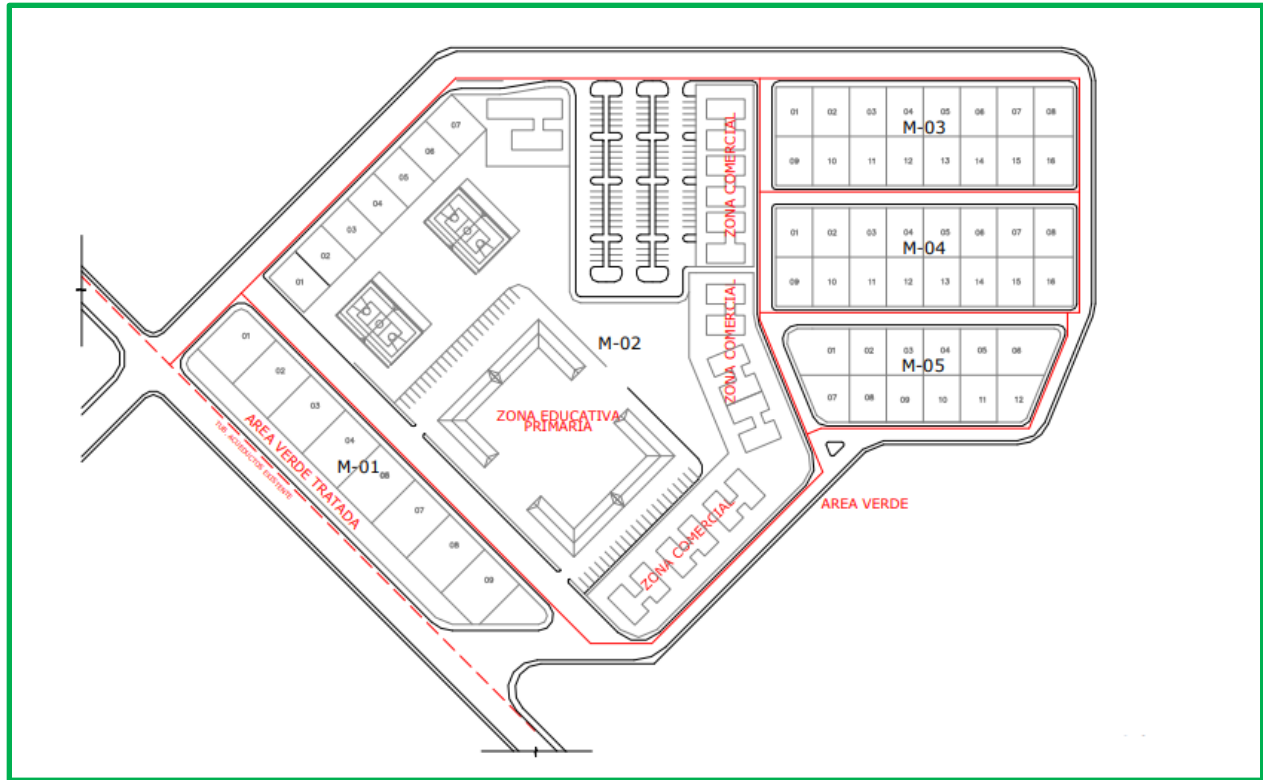 07
06
05
04
03
02
01
ZONA COMERCIAL
01 02 03 04 05 06 07 08
M-03
09 10 11 12 13 14 15 16
01 02 03 04 05 06 07 08
M-04
09 10 11 12 13 14 15 16
ZONA COMERCIAL
M-02
01 02 03 04 05 06
M-05
07 08 09 10 11 12
ZONA EDUCATIVA
PRIMARIA
01
02
03
04
M-01
06
07
08
09
AREA VERDE TRATADA
TUB. ACUEDUCTOS EXISTENTE
ZONA COMERCIAL
AREA VERDE